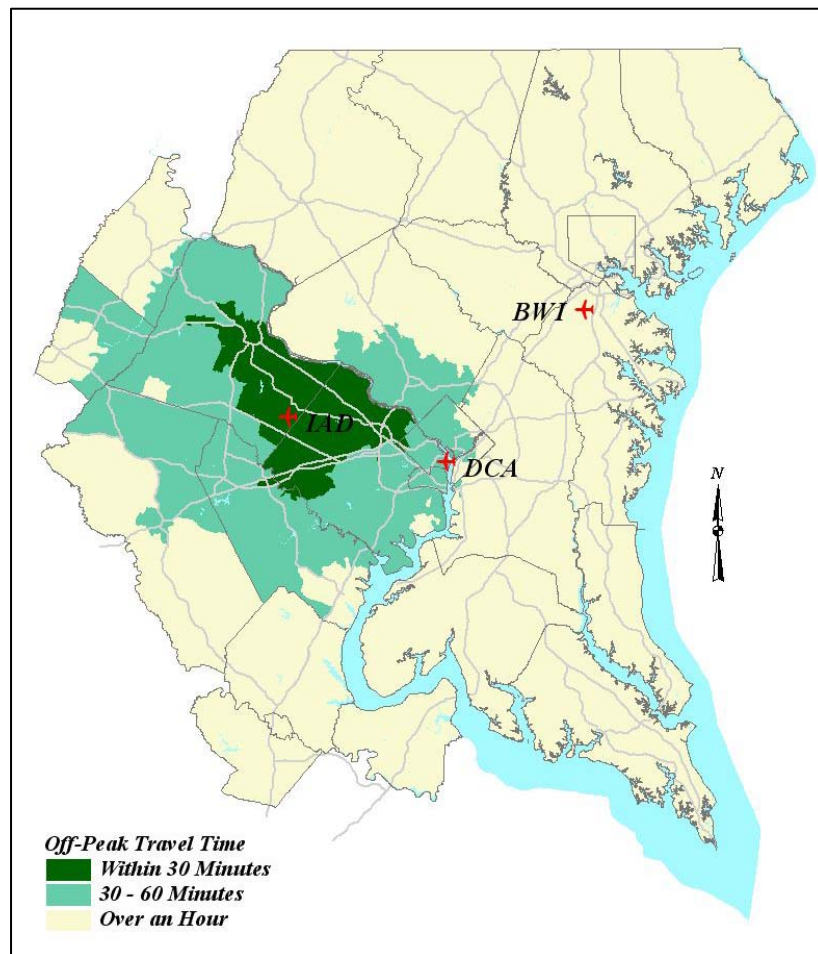 BWI
IAD
DCA
N
Off-Peak Travel Time
Within 30 Minutes
30 - 60 Minutes
Over an Hour